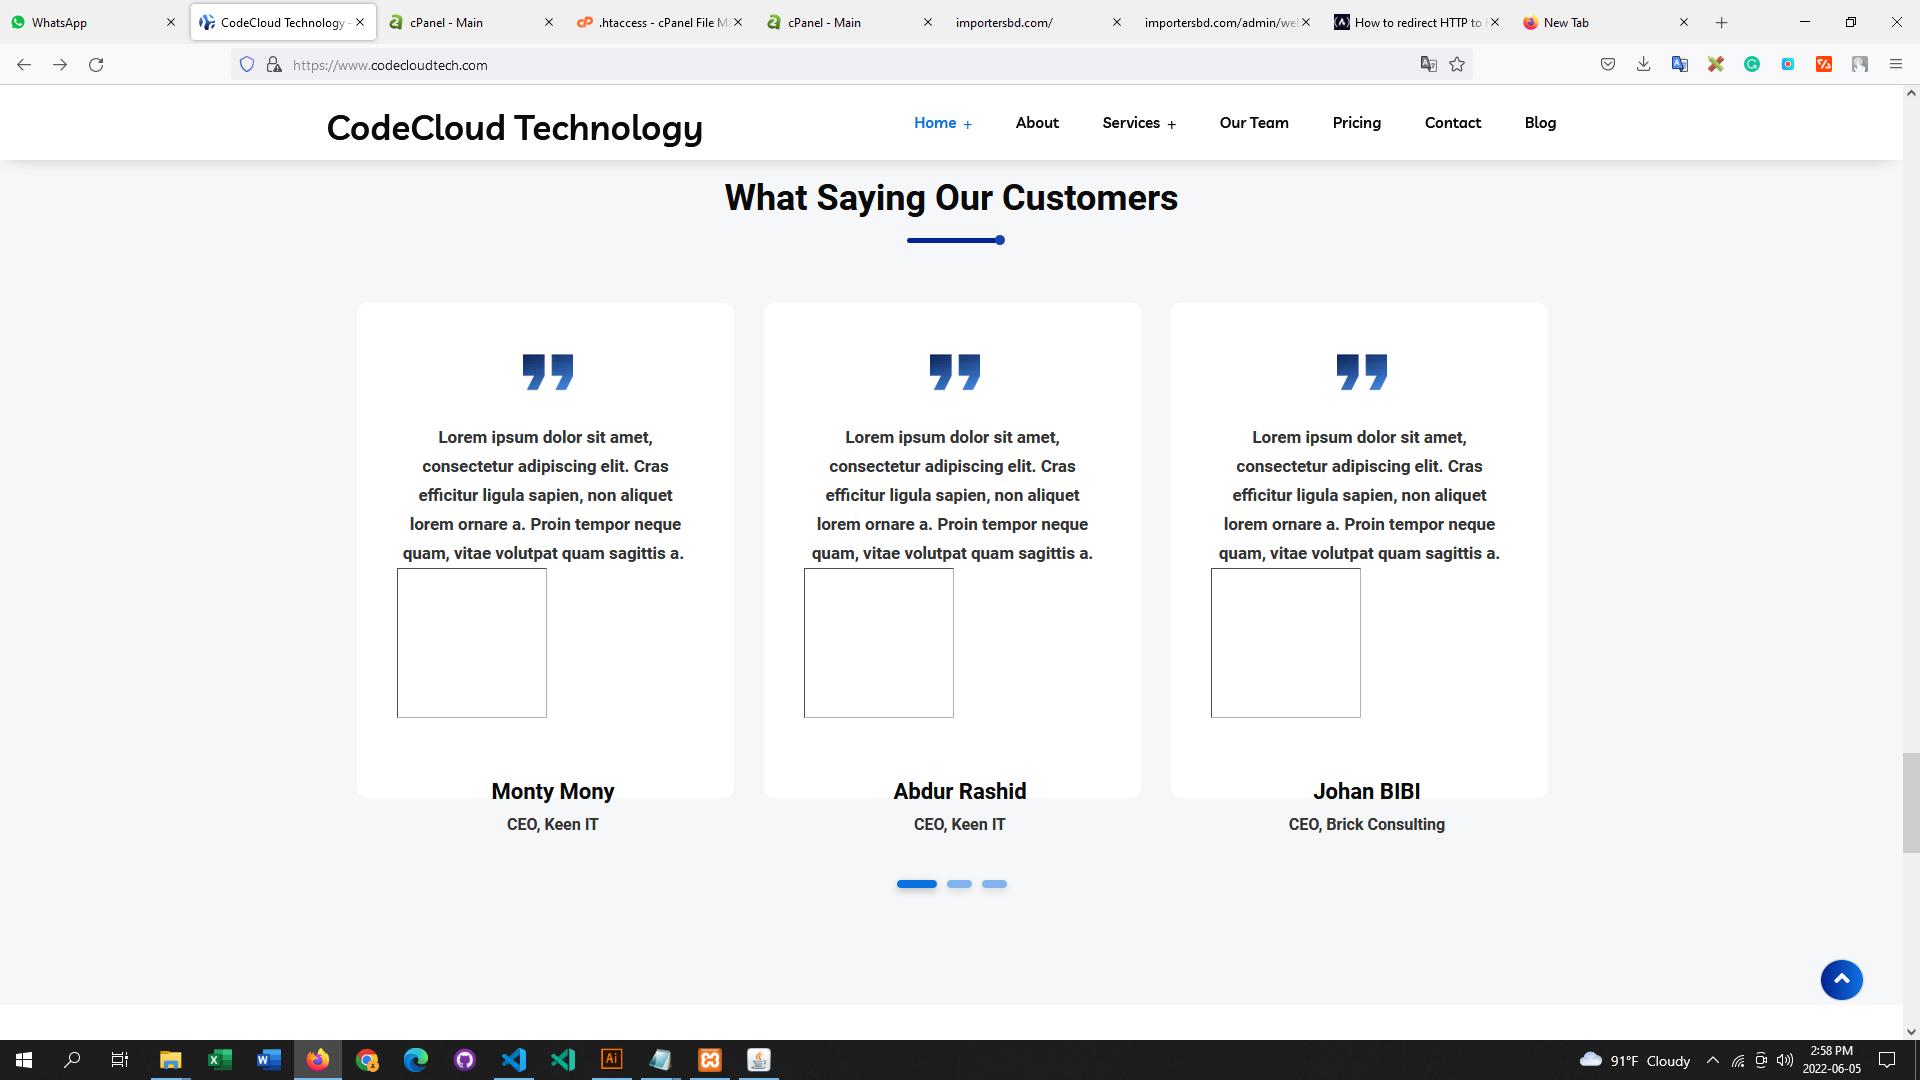 WhatsApp
CodeCloud Technology -
cPanel - Main
.htaccess - cPanel File M
cPanel - Main
importersbd.com/
importersbd.com/admin/we
How to redirect HTTP to
New Tab
https://www.codecloudtech.com
CodeCloud Technology
Home +
About
Services +
Our Team
Pricing
Contact
Blog
What Saying Our Customers
Lorem ipsum dolor sit amet,
consectetur adipiscing elit. Cras
efficitur ligula sapien, non aliquet
lorem ornare a. Proin tempor neque
quam, vitae volutpat quam sagittis a.
Monty Mony
CEO, Keen IT
Lorem ipsum dolor sit amet,
consectetur adipiscing elit. Cras
efficitur ligula sapien, non aliquet
lorem ornare a. Proin tempor neque
quam, vitae volutpat quam sagittis a.
Abdur Rashid
CEO, Keen IT
Lorem ipsum dolor sit amet,
consectetur adipiscing elit. Cras
efficitur ligula sapien, non aliquet
lorem ornare a. Proin tempor neque
quam, vitae volutpat quam sagittis a.
Johan BIBI
CEO, Brick Consulting
91°F Cloudy
2:58 PM
2022-06-05